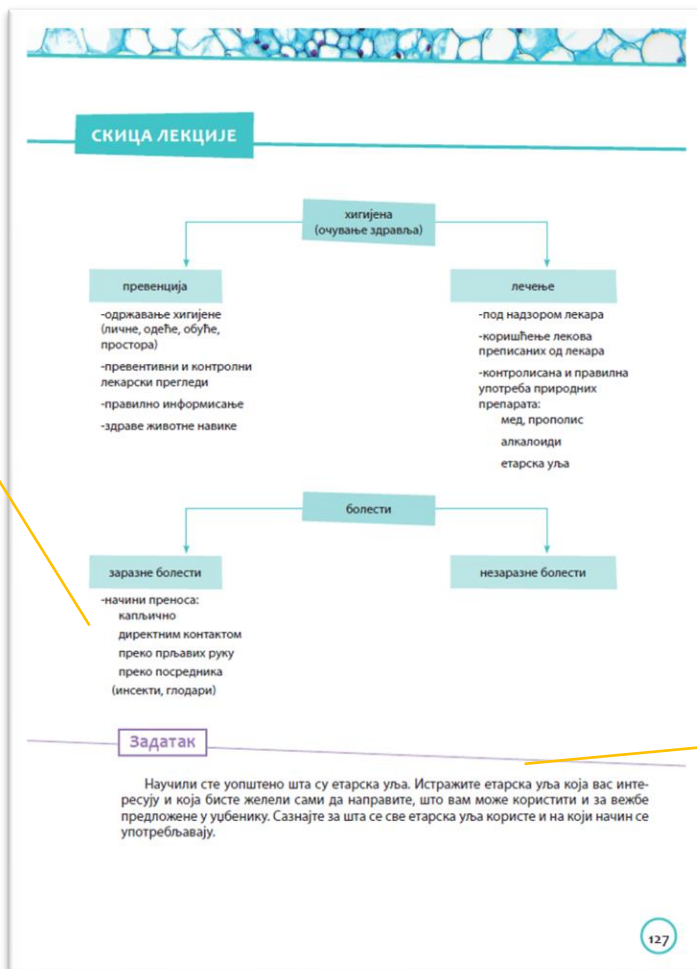 СКИЦА ЛЕКЦИЈЕ
хигијена
(очување здравља)
превенција
-одржавање хигијене
(личне, одеће, обуће,
простора)
-превентивни и контролни
лекарски прегледи
-правилно информисање
-здраве животне навике
лечење
-под надзором лекара
-коришћење лекова
преписаних од лекара
-контролисана и правилна
употреба природних
препарата:
мед, прополис
алкалоиди
етарска уља
болести
заразне болести
-начини преноса:
капљично
директним контактом
преко прљавих руку
преко посредника
(инсекти, глодари)
незаразне болести
Задатак
Научили сте уопштено шта су етарска уља. Истражите етарска уља која вас инте-
ресују и која бисте желели сами да направите, што вам може користити и за вежбе
предложене у уџбенику. Сазнајте за шта се све етарска уља користе и на који начин се
употребљавају.
127